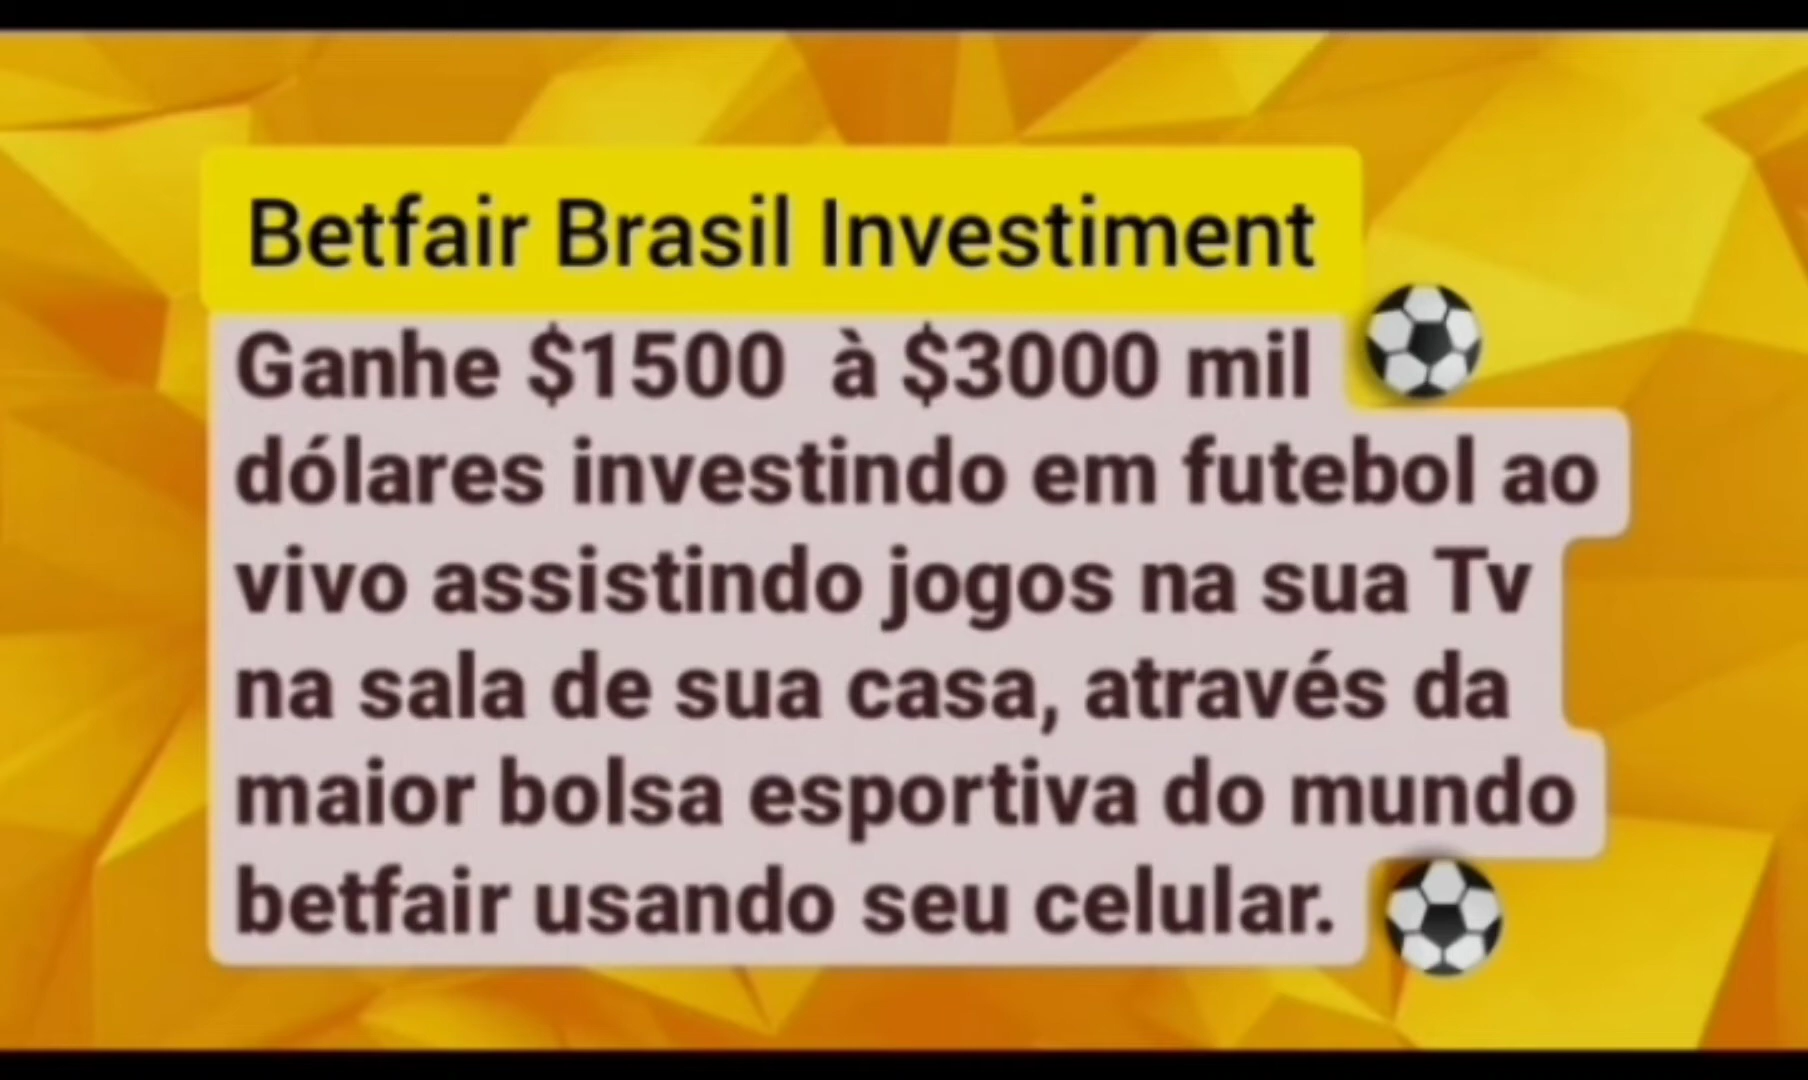 Betfair Brasil Investiment
Ganhe $1500 à $3000 mil
dólares investindo em futebol ao
vivo assistindo jogos na sua Tv
na sala de sua casa, através da
maior bolsa esportiva do mundo
betfair usando seu celular.